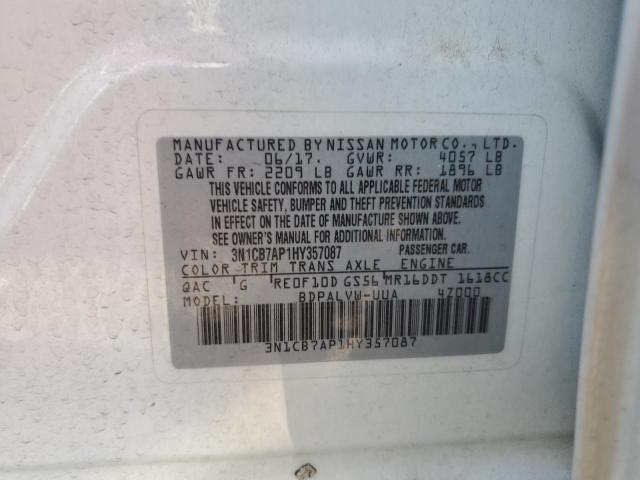 MANUFACTURED BY NISSAN MOTOR CO., LTD.
DATE: 06/17. GVWR: 4057 LB
GAWR FR: 2209 LB GAWR RR: 1896 LB
THIS VEHICLE CONFORMS TO ALL APPLICABLE FEDERAL MOTOR
VEHICLE SAFETY, BUMPER AND THEFT PREVENTION STANDARDS
IN EFFECT ON THE DATE OF MANUFACTURE SHOWN ABOVE.
SEE OWNER'S MANUAL FOR ADDITIONAL INFORMATION.
VIN: 3N1CB7AP1HY357087 PASSENGER CAR.
COLOR TRIM TRANS AXLE ENGINE
QAC G RE0F10D GS56 MR16DDT 1618CC
MODEL: BDPALVW-UUA 47000
3N1CB7AP1HY357087